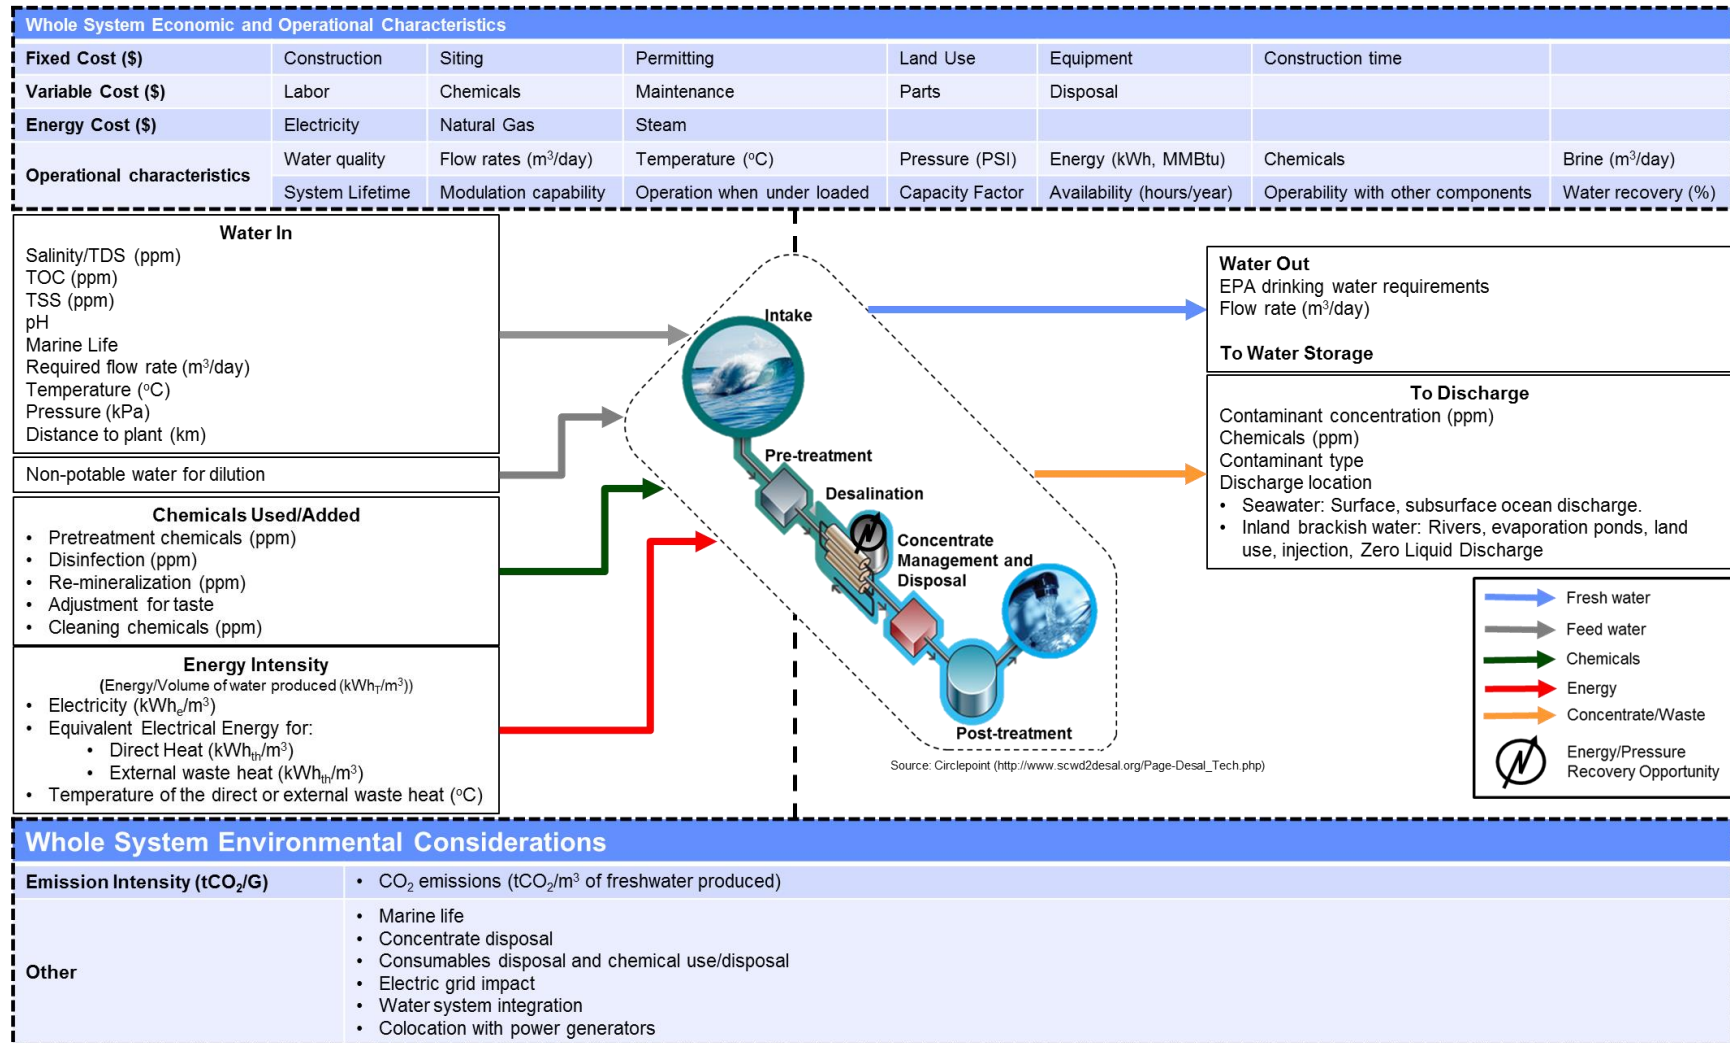 Whole System Economic and Operational Characteristics
Fixed Cost ($) Construction Siting Permitting Land Use Equipment Construction time
Variable Cost ($) Labor Chemicals Maintenance Parts Disposal
Energy Cost ($) Electricity Natural Gas Steam
Operational characteristics
Water quality Flow rates (m³/day) Temperature (°C) Pressure (PSI) Energy (kWh, MMBtu) Chemicals Brine (m³/day)
System Lifetime Modulation capability Operation when under loaded Capacity Factor Availability (hours/year) Operability with other components Water recovery (%)
Water In
Salinity/TDS (ppm)
TOC (ppm)
TSS (ppm)
pH
Marine Life
Required flow rate (m³/day)
Temperature (°C)
Pressure (kPa)
Distance to plant (km)
Non-potable water for dilution
Chemicals Used/Added
• Pretreatment chemicals (ppm)
• Disinfection (ppm)
• Re-mineralization (ppm)
• Adjustment for taste
• Cleaning chemicals (ppm)
Energy Intensity
(Energy/Volume of water produced (kWh_T/m³))
• Electricity (kWh_e/m³)
• Equivalent Electrical Energy for:
• Direct Heat (kWh_th/m³)
• External waste heat (kWh_th/m³)
• Temperature of the direct or external waste heat (°C)
Intake
Pre-treatment
Desalination
Concentrate
Management and
Disposal
Post-treatment
Source: Circlepoint (http://www.scwd2desal.org/Page-Desal_Tech.php)
Water Out
EPA drinking water requirements
Flow rate (m³/day)
To Water Storage
To Discharge
Contaminant concentration (ppm)
Chemicals (ppm)
Contaminant type
Discharge location
• Seawater: Surface, subsurface ocean discharge.
• Inland brackish water: Rivers, evaporation ponds, land
use, injection, Zero Liquid Discharge
Fresh water
Feed water
Chemicals
Energy
Concentrate/Waste
Energy/Pressure
Recovery Opportunity
Whole System Environmental Considerations
Emission Intensity (tCO₂/G) • CO₂ emissions (tCO₂/m³ of freshwater produced)
Other
• Marine life
• Concentrate disposal
• Consumables disposal and chemical use/disposal
• Electric grid impact
• Water system integration
• Colocation with power generators